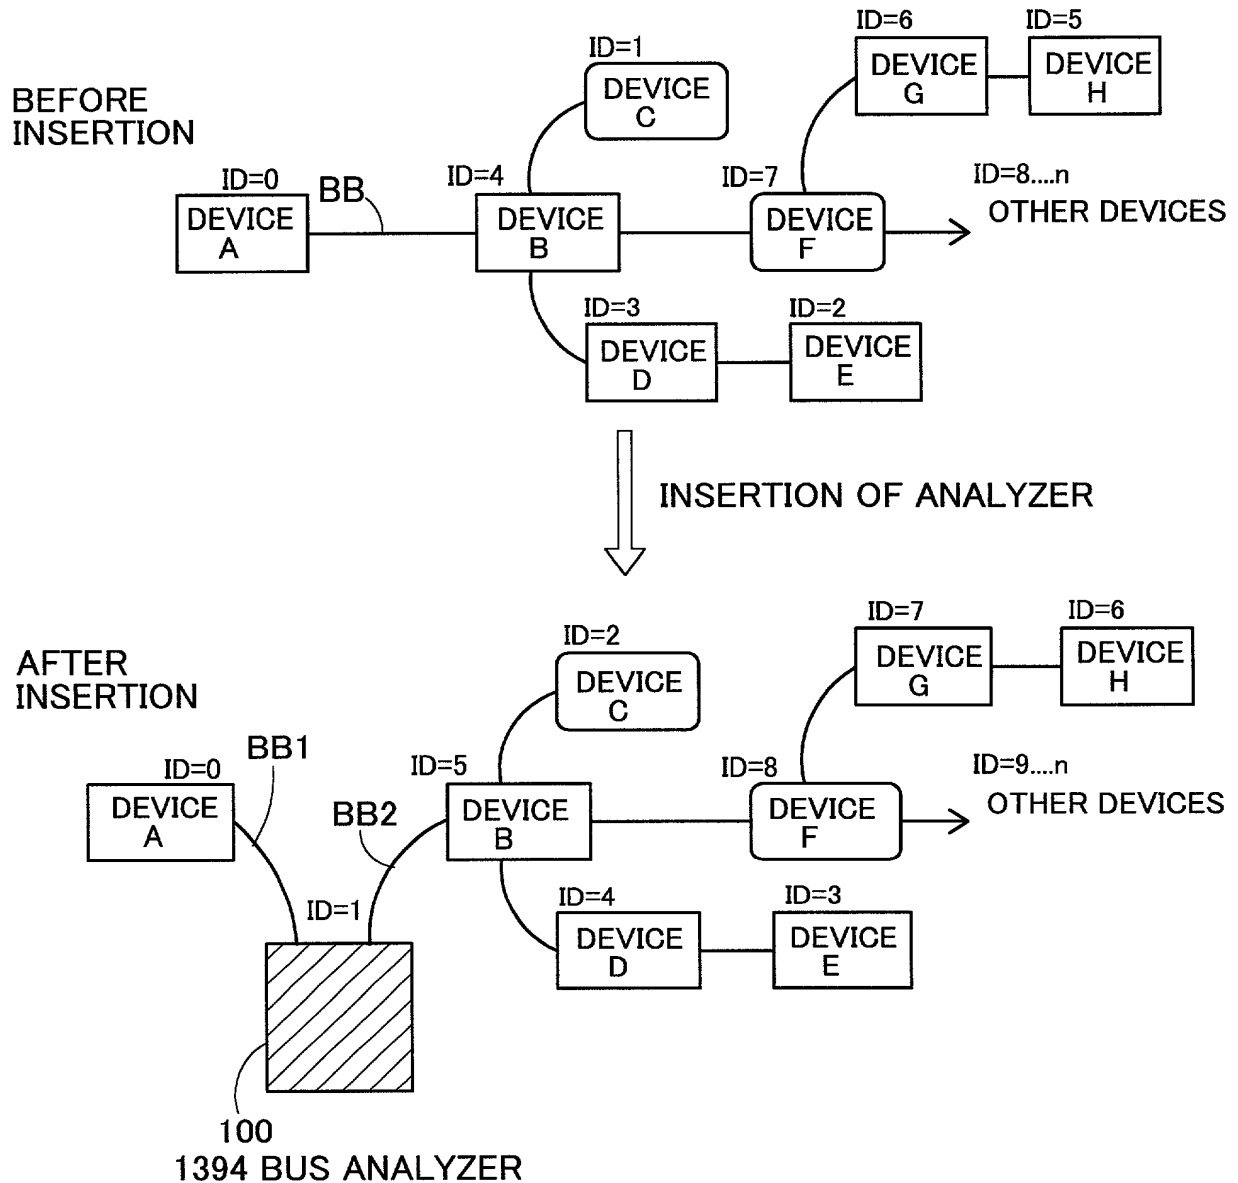 BEFORE
INSERTION
ID=0
DEVICE
A
BB
ID=4
DEVICE
B
ID=1
DEVICE
C
ID=7
DEVICE
F
ID=6
DEVICE
G
ID=5
DEVICE
H
ID=8....n
OTHER DEVICES
ID=3
DEVICE
D
ID=2
DEVICE
E
INSERTION OF ANALYZER
AFTER
INSERTION
ID=0
DEVICE
A
BB1
ID=1
BB2
ID=5
DEVICE
B
ID=2
DEVICE
C
ID=8
DEVICE
F
ID=7
DEVICE
G
ID=6
DEVICE
H
ID=9....n
OTHER DEVICES
ID=4
DEVICE
D
ID=3
DEVICE
E
100
1394 BUS ANALYZER